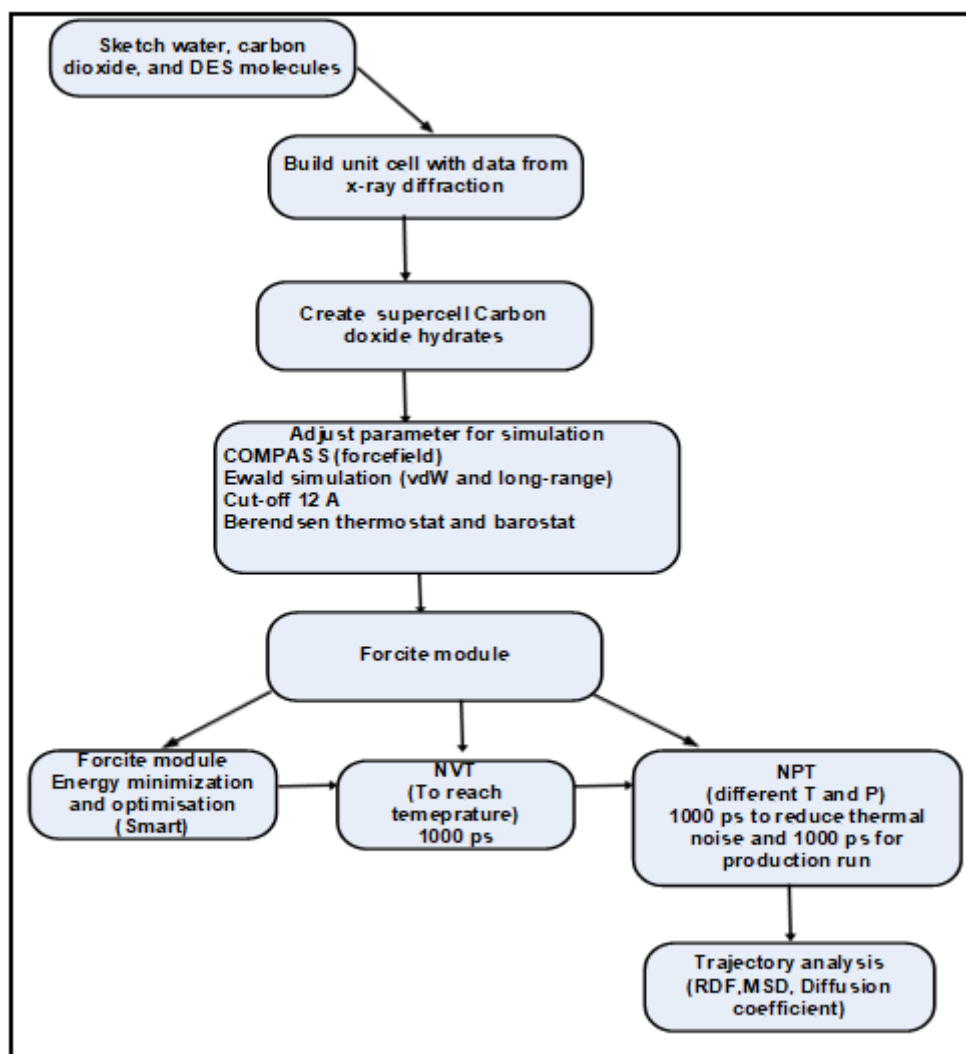 Sketch water, carbon
dioxide, and DES molecules
Build unit cell with data from
x-ray diffraction
Create supercell Carbon
doxide hydrates
Adjust parameter for simulation
COMPASS (forcefield)
Ewald simulation (vdW and long-range)
Cut-off 12 A
Berendsen thermostat and barostat
Forcite module
Forcite module
Energy minimization
and optimisation
(Smart)
NVT
(To reach
temeprature)
1000 ps
NPT
(different T and P)
1000 ps to reduce thermal
noise and 1000 ps for
production run
Trajectory analysis
(RDF,MSD, Diffusion
coefficient)